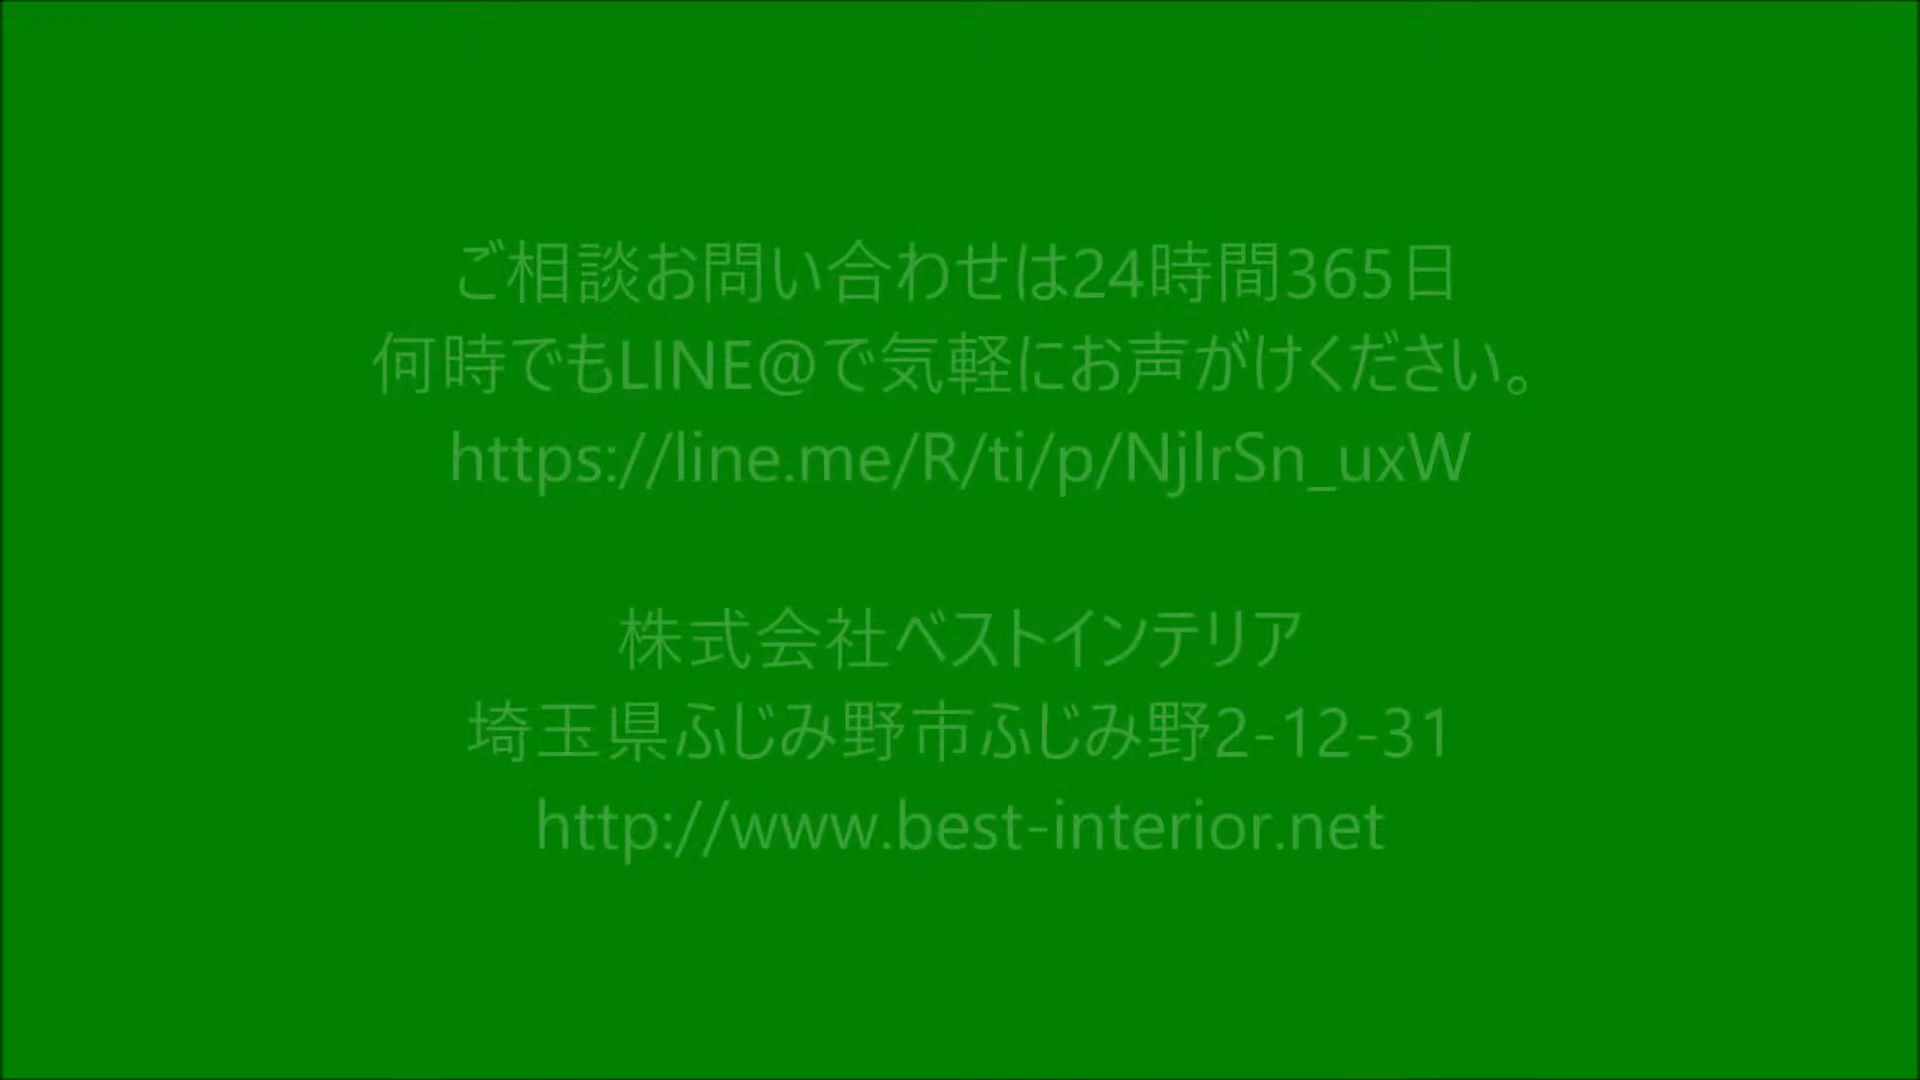 ご相談お問い合わせは24時間365日
何時でもLINE@で気軽にお声がけください。
https://line.me/R/ti/p/NjlrSn_uxW
株式会社ベストインテリア
埼玉県ふじみ野市ふじみ野2-12-31
http://www.best-interior.net